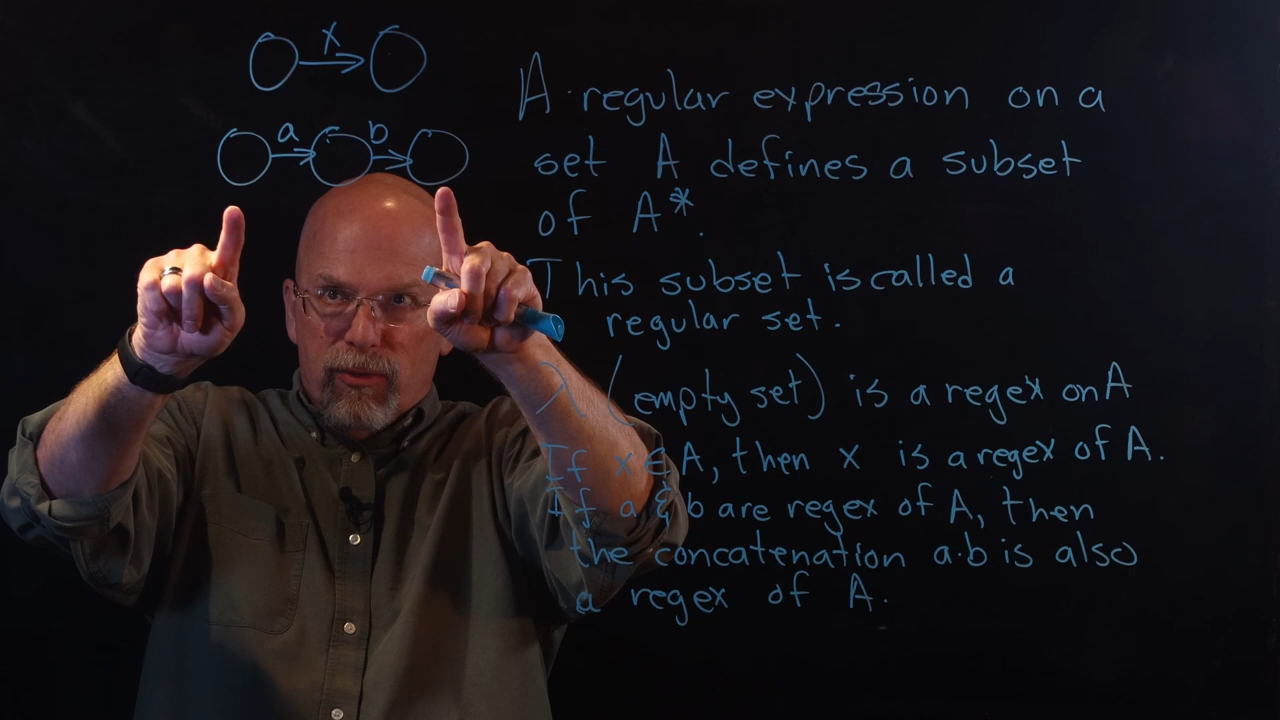 x
a b
A regular expression on a
set A defines a subset
of A*.
This subset is called a
regular set.
λ (empty set) is a regex on A
If x ∈ A, then x is a regex of A.
If a & b are regex of A, then
the concatenation a·b is also
a regex of A.